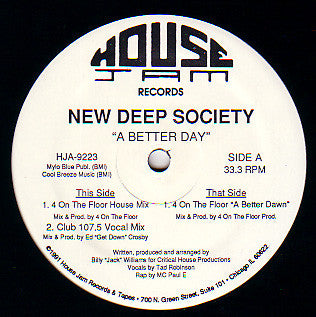 HOUSE
JAM
RECORDS
NEW DEEP SOCIETY
"A BETTER DAY"
HJA-9223
Mylo Blue Publ. (BMI)
Cool Breeze Music (BMI)
SIDE A
33.3 RPM
This Side
1. 4 On The Floor House Mix
Mix & Prod. by 4 On The Floor
2. Club 107.5 Vocal Mix
Mix & Prod. by Ed "Get Down" Crosby
That Side
1. 4 On The Floor "A Better Dawn"
Mix & Prod. by 4 On The Floor Prod.
Written, produced and arranged by
Billy "Jack" Williams for Critical House Productions
Vocals by Tad Robinson
Rap by MC Paul E
©1991 House Jam Records & Tapes • 700 N. Green Street, Suite 101 • Chicago IL 60622